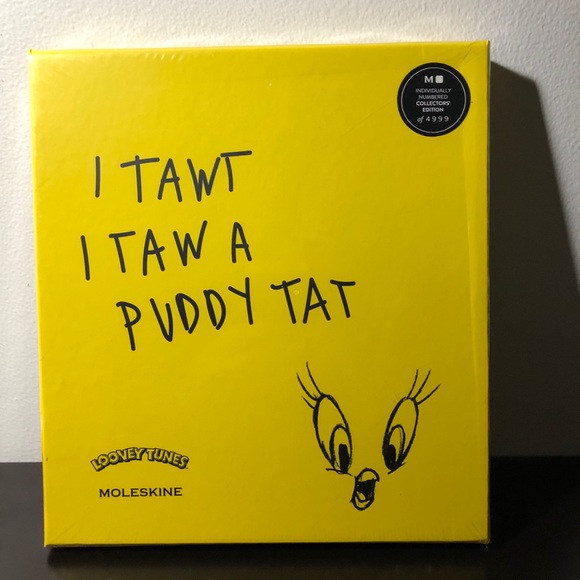 M
INDIVIDUALLY
NUMBERED
COLLECTORS'
EDITION
of 4999
I TAWT
I TAW A
PUDDY TAT
LOONEY TUNES
MOLESKINE